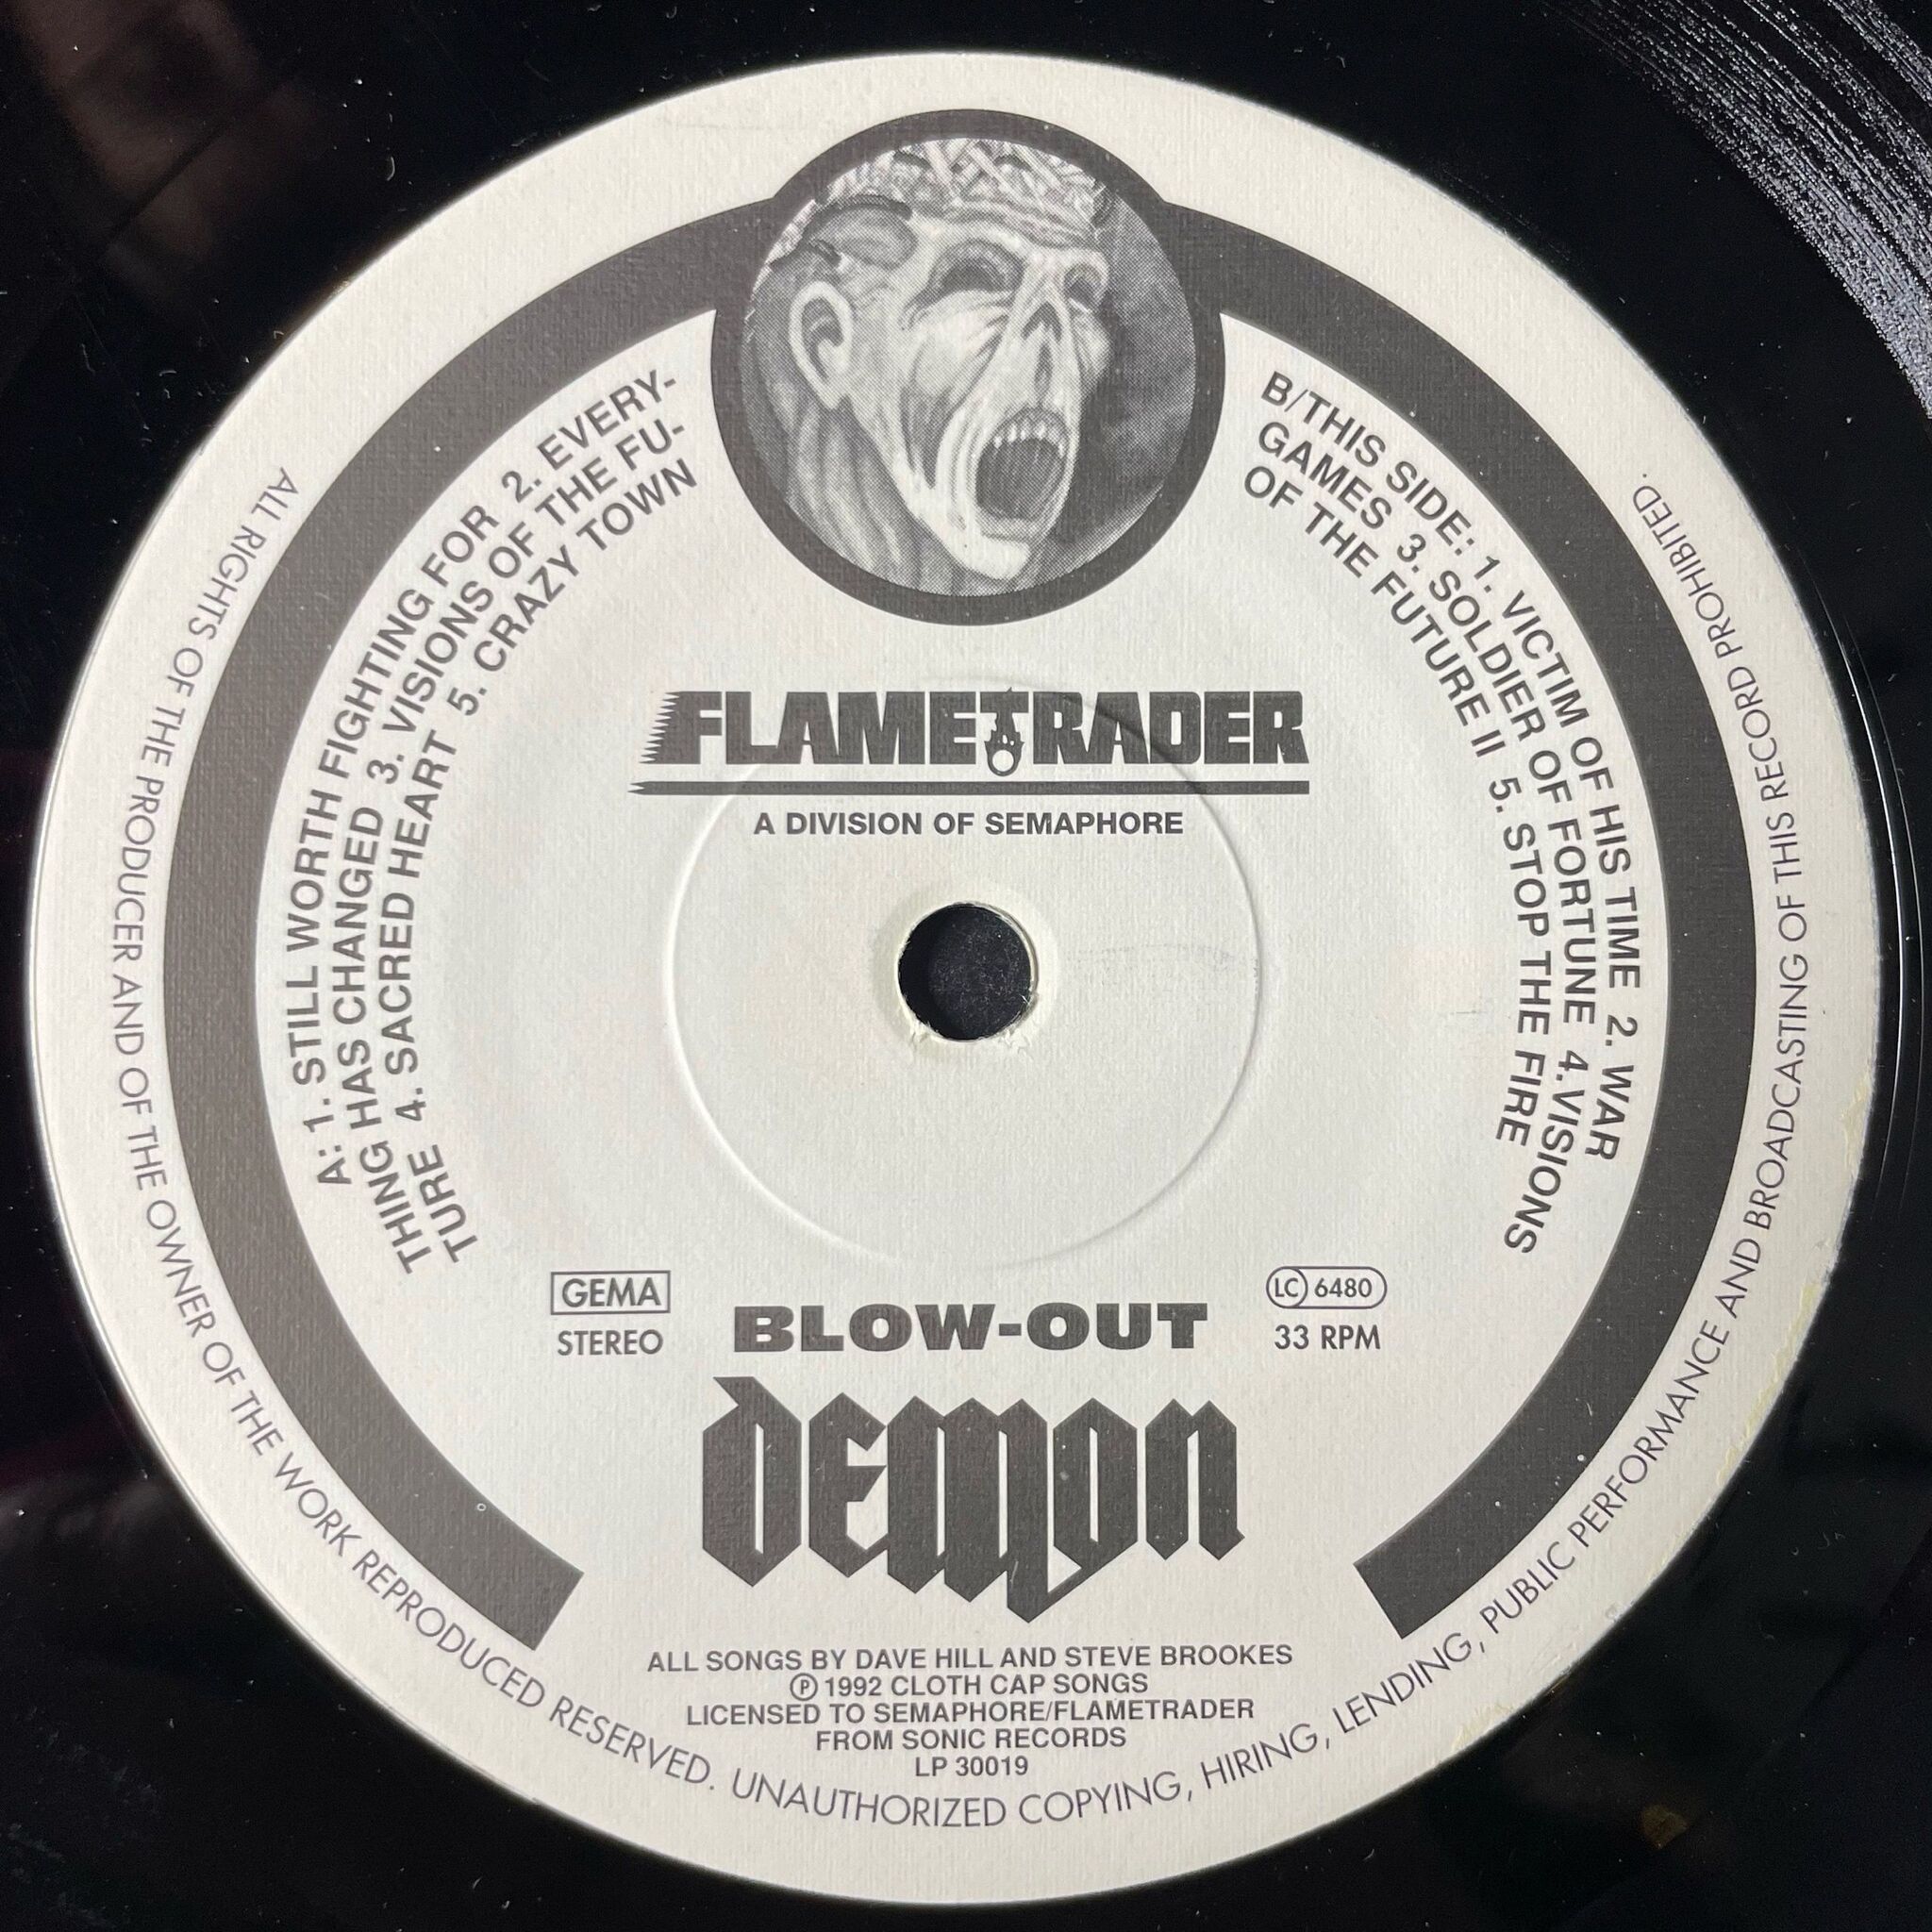 ALL RIGHTS OF THE PRODUCER AND OF THE OWNER OF THE WORK REPRODUCED RESERVED. UNAUTHORIZED COPYING, HIRING, LENDING, PUBLIC PERFORMANCE AND BROADCASTING OF THIS RECORD PROHIBITED.
A: 1. STILL WORTH FIGHTING FOR 2. EVERY-
THING HAS CHANGED 3. VISIONS OF THE FU-
TURE 4. SACRED HEART 5. CRAZY TOWN
B/THIS SIDE: 1. VICTIM OF HIS TIME 2. WAR
GAMES 3. SOLDIER OF FORTUNE 4. VISIONS
OF THE FUTURE II 5. STOP THE FIRE
FLAMETRADER
A DIVISION OF SEMAPHORE
GEMA
STEREO
LC 6480
33 RPM
BLOW-OUT
DEMON
ALL SONGS BY DAVE HILL AND STEVE BROOKES
Ⓟ 1992 CLOTH CAP SONGS
LICENSED TO SEMAPHORE/FLAMETRADER
FROM SONIC RECORDS
LP 30019